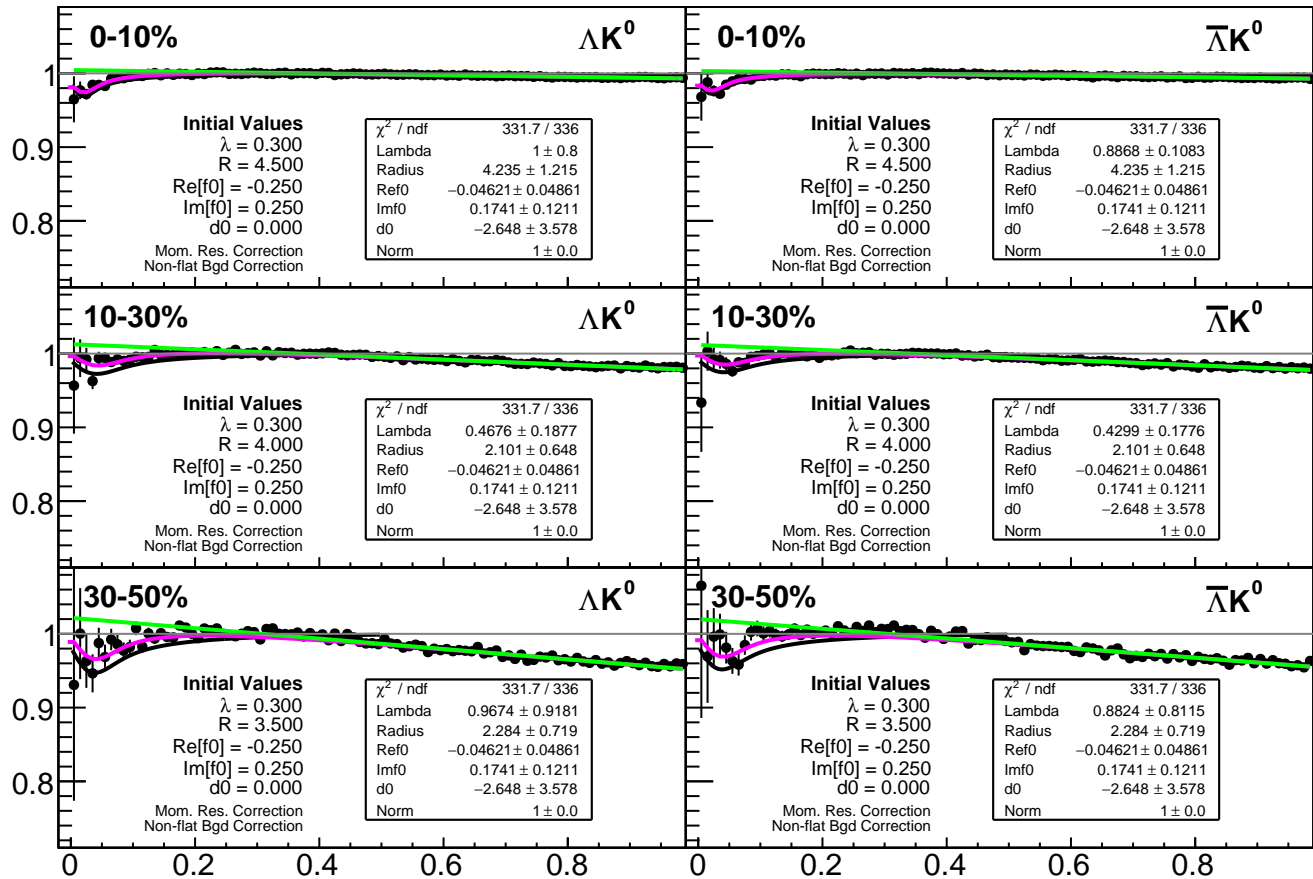 0-10% ΛK⁰
1
0.9
0.8
Initial Values
λ = 0.300
R = 4.500
Re[f0] = -0.250
Im[f0] = 0.250
d0 = 0.000
Mom. Res. Correction
Non-flat Bgd Correction
χ² / ndf 331.7 / 336
Lambda 1 ± 0.8
Radius 4.235 ± 1.215
Ref0 −0.04621 ± 0.04861
Imf0 0.1741 ± 0.1211
d0 −2.648 ± 3.578
Norm 1 ± 0.0
0-10% Λ̅K⁰
Initial Values
λ = 0.300
R = 4.500
Re[f0] = -0.250
Im[f0] = 0.250
d0 = 0.000
Mom. Res. Correction
Non-flat Bgd Correction
χ² / ndf 331.7 / 336
Lambda 0.8868 ± 0.1083
Radius 4.235 ± 1.215
Ref0 −0.04621 ± 0.04861
Imf0 0.1741 ± 0.1211
d0 −2.648 ± 3.578
Norm 1 ± 0.0
10-30% ΛK⁰
1
0.9
0.8
Initial Values
λ = 0.300
R = 4.000
Re[f0] = -0.250
Im[f0] = 0.250
d0 = 0.000
Mom. Res. Correction
Non-flat Bgd Correction
χ² / ndf 331.7 / 336
Lambda 0.4676 ± 0.1877
Radius 2.101 ± 0.648
Ref0 −0.04621 ± 0.04861
Imf0 0.1741 ± 0.1211
d0 −2.648 ± 3.578
Norm 1 ± 0.0
10-30% Λ̅K⁰
Initial Values
λ = 0.300
R = 4.000
Re[f0] = -0.250
Im[f0] = 0.250
d0 = 0.000
Mom. Res. Correction
Non-flat Bgd Correction
χ² / ndf 331.7 / 336
Lambda 0.4299 ± 0.1776
Radius 2.101 ± 0.648
Ref0 −0.04621 ± 0.04861
Imf0 0.1741 ± 0.1211
d0 −2.648 ± 3.578
Norm 1 ± 0.0
30-50% ΛK⁰
1
0.9
0.8
Initial Values
λ = 0.300
R = 3.500
Re[f0] = -0.250
Im[f0] = 0.250
d0 = 0.000
Mom. Res. Correction
Non-flat Bgd Correction
χ² / ndf 331.7 / 336
Lambda 0.9674 ± 0.9181
Radius 2.284 ± 0.719
Ref0 −0.04621 ± 0.04861
Imf0 0.1741 ± 0.1211
d0 −2.648 ± 3.578
Norm 1 ± 0.0
30-50% Λ̅K⁰
Initial Values
λ = 0.300
R = 3.500
Re[f0] = -0.250
Im[f0] = 0.250
d0 = 0.000
Mom. Res. Correction
Non-flat Bgd Correction
χ² / ndf 331.7 / 336
Lambda 0.8824 ± 0.8115
Radius 2.284 ± 0.719
Ref0 −0.04621 ± 0.04861
Imf0 0.1741 ± 0.1211
d0 −2.648 ± 3.578
Norm 1 ± 0.0
0 0.2 0.4 0.6 0.8 0 0.2 0.4 0.6 0.8